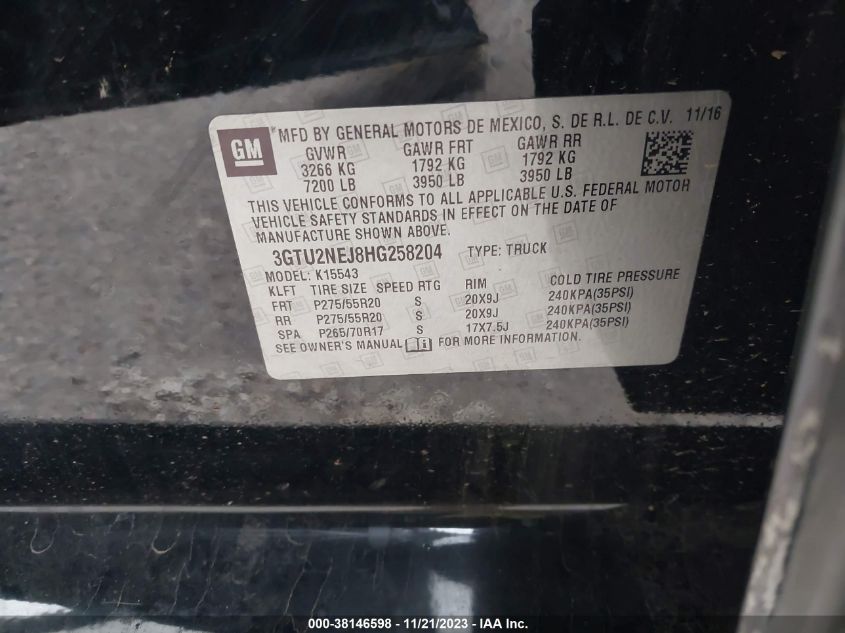 GM
*MFD BY GENERAL MOTORS DE MEXICO, S. DE R.L. DE C.V. 11/16
GVWR GAWR FRT GAWR RR
3266 KG 1792 KG 1792 KG
7200 LB 3950 LB 3950 LB
THIS VEHICLE CONFORMS TO ALL APPLICABLE U.S. FEDERAL MOTOR
VEHICLE SAFETY STANDARDS IN EFFECT ON THE DATE OF
MANUFACTURE SHOWN ABOVE.
3GTU2NEJ8HG258204 TYPE: TRUCK
MODEL: K15543
KLFT TIRE SIZE SPEED RTG RIM COLD TIRE PRESSURE
FRT P275/55R20 S 20X9J 240KPA(35PSI)
RR P275/55R20 S 20X9J 240KPA(35PSI)
SPA P265/70R17 S 17X7.5J 240KPA(35PSI)
SEE OWNER'S MANUAL FOR MORE INFORMATION.
000-38146598 - 11/21/2023 - IAA Inc.